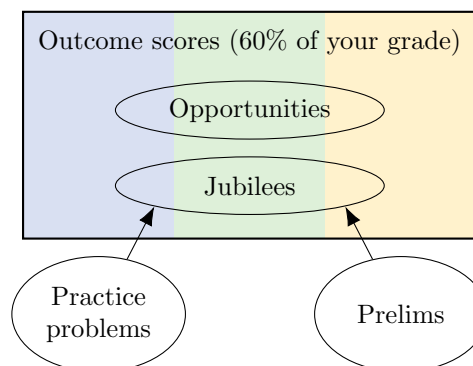 Outcome scores (60% of your grade)
Opportunities
Jubilees
Practice
problems
Prelims